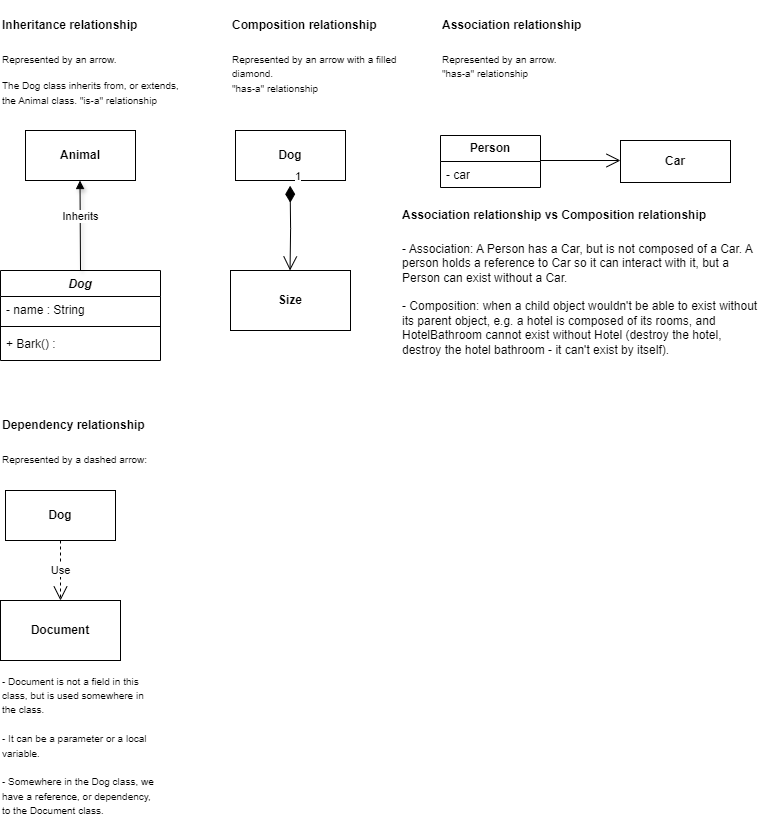 Inheritance relationship
Represented by an arrow.
The Dog class inherits from, or extends,
the Animal class. "is-a" relationship
Animal
Inherits
Dog
- name : String
+ Bark() :
Composition relationship
Represented by an arrow with a filled
diamond.
"has-a" relationship
Dog
1
Size
Association relationship
Represented by an arrow.
"has-a" relationship
Person
- car
Car
Association relationship vs Composition relationship
- Association: A Person has a Car, but is not composed of a Car. A
person holds a reference to Car so it can interact with it, but a
Person can exist without a Car.
- Composition: when a child object wouldn't be able to exist without
its parent object, e.g. a hotel is composed of its rooms, and
HotelBathroom cannot exist without Hotel (destroy the hotel,
destroy the hotel bathroom - it can't exist by itself).
Dependency relationship
Represented by a dashed arrow:
Dog
Use
Document
- Document is not a field in this
class, but is used somewhere in
the class.
- It can be a parameter or a local
variable.
- Somewhere in the Dog class, we
have a reference, or dependency,
to the Document class.